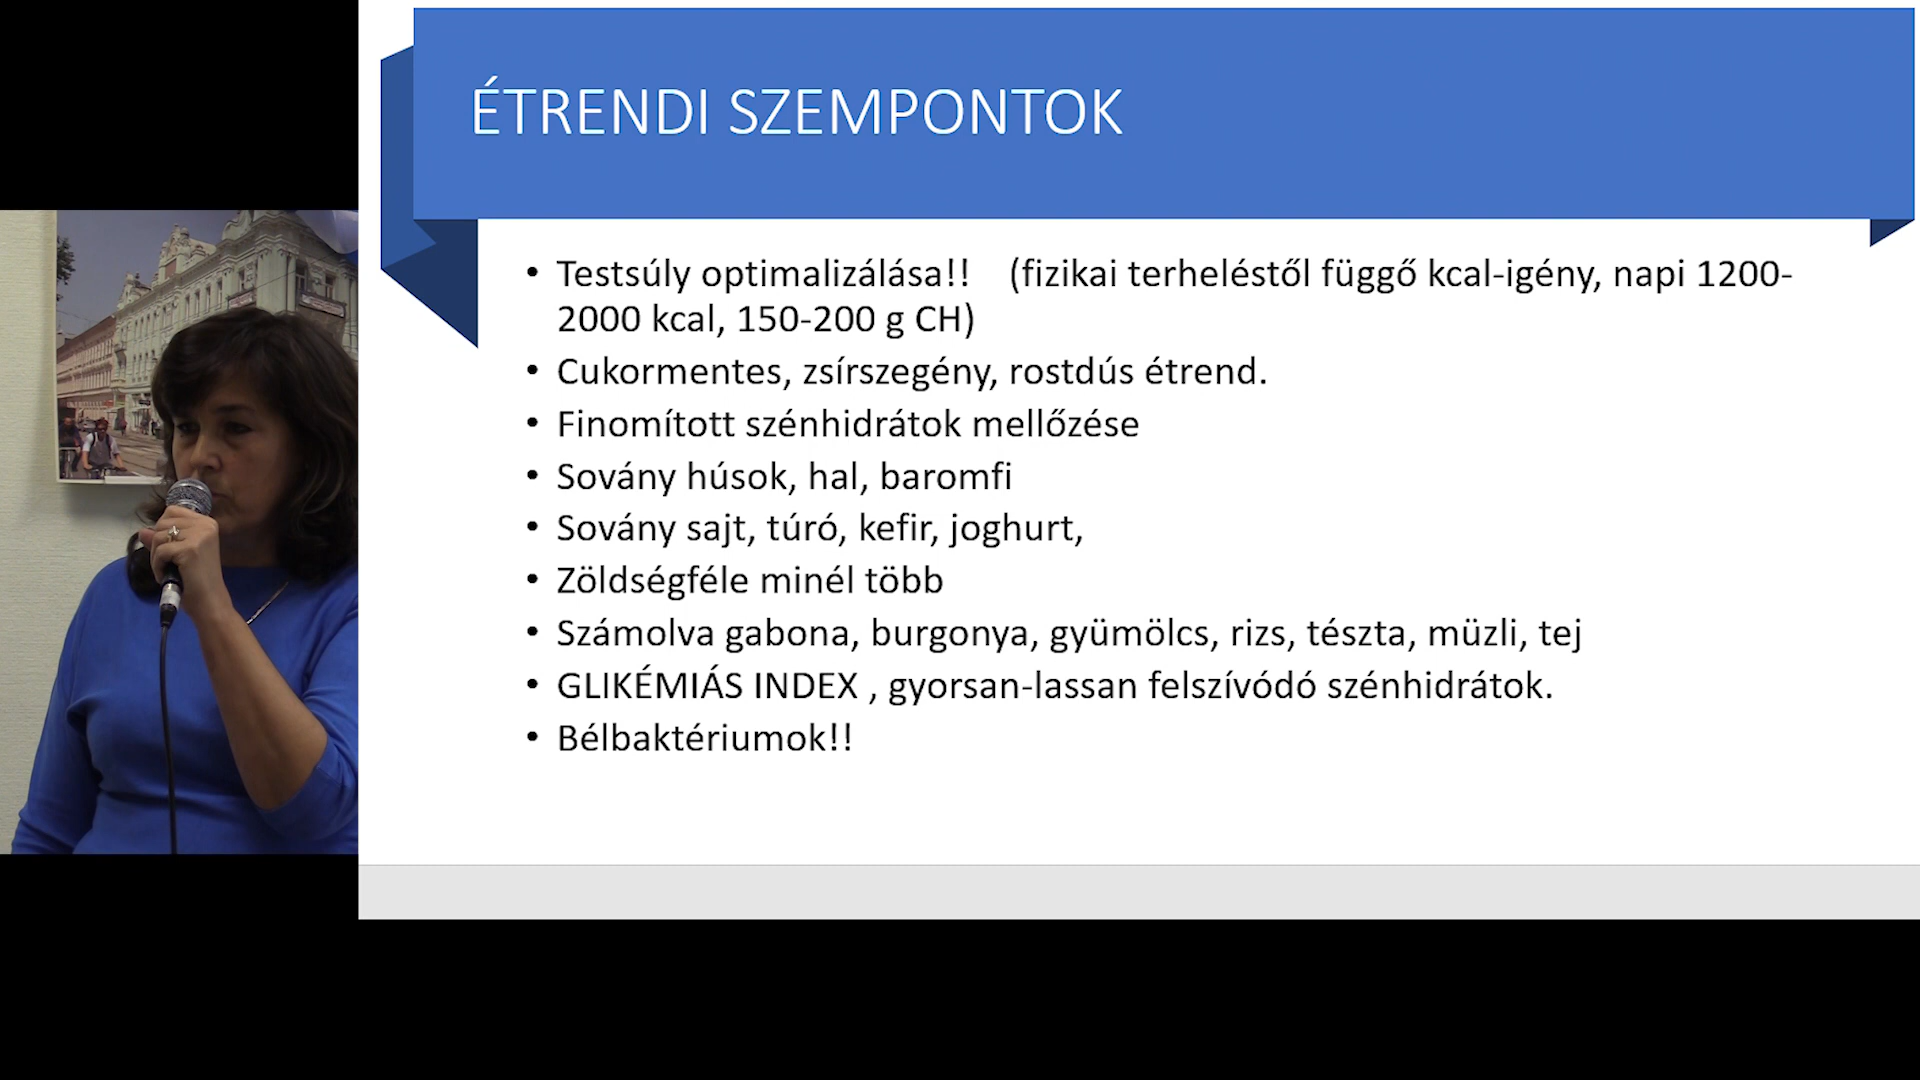 ÉTRENDI SZEMPONTOK
• Testsúly optimalizálása!! (fizikai terheléstől függő kcal-igény, napi 1200-
2000 kcal, 150-200 g CH)
• Cukormentes, zsírszegény, rostdús étrend.
• Finomított szénhidrátok mellőzése
• Sovány húsok, hal, baromfi
• Sovány sajt, túró, kefir, joghurt,
• Zöldségféle minél több
• Számolva gabona, burgonya, gyümölcs, rizs, tészta, müzli, tej
• GLIKÉMIÁS INDEX , gyorsan-lassan felszívódó szénhidrátok.
• Bélbaktériumok!!